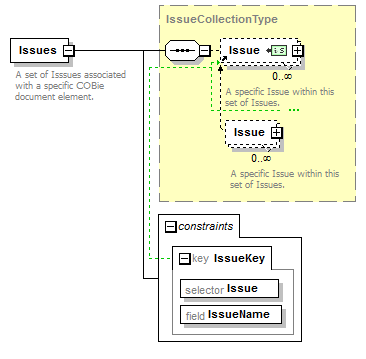 IssueCollectionType
Issues
A set of Isssues associated
with a specific COBie
document element.
Issue
is
0..∞
A specific Issue within this
set of Issues.
Issue
0..∞
A specific Issue within this
set of Issues.
constraints
key IssueKey
selector Issue
field IssueName